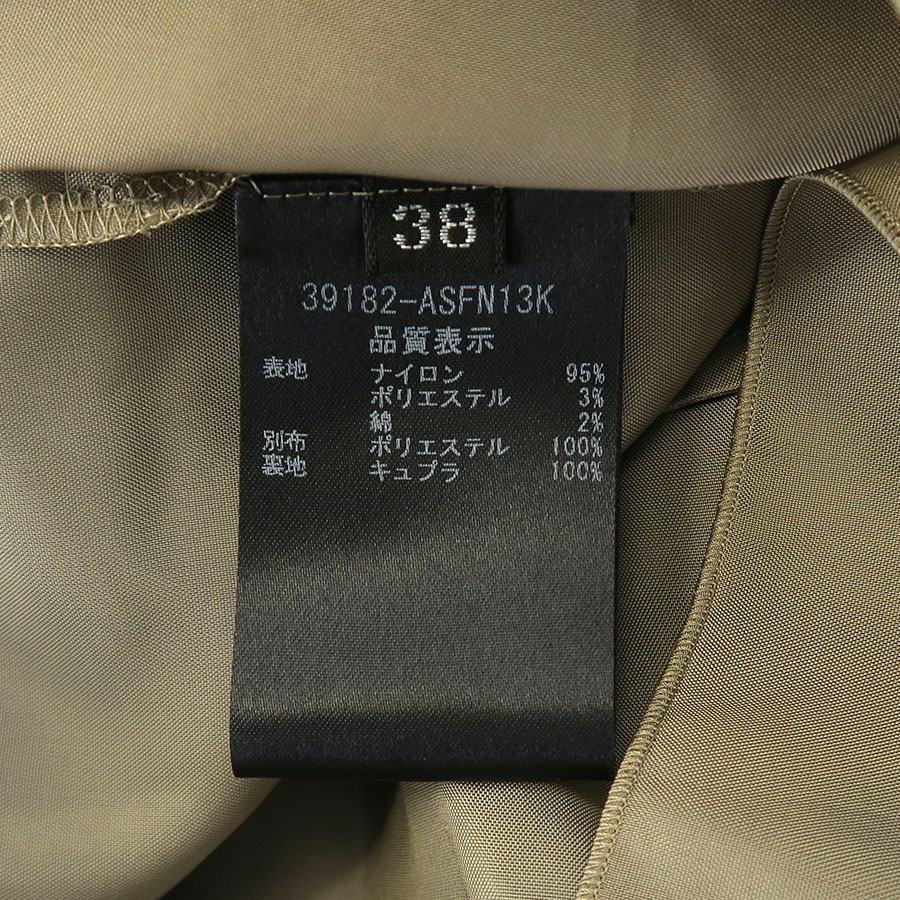 38
39182-ASFN13K
品質表示
表地 ナイロン 95%
ポリエステル 3%
綿 2%
別布 ポリエステル 100%
裏地 キュプラ 100%